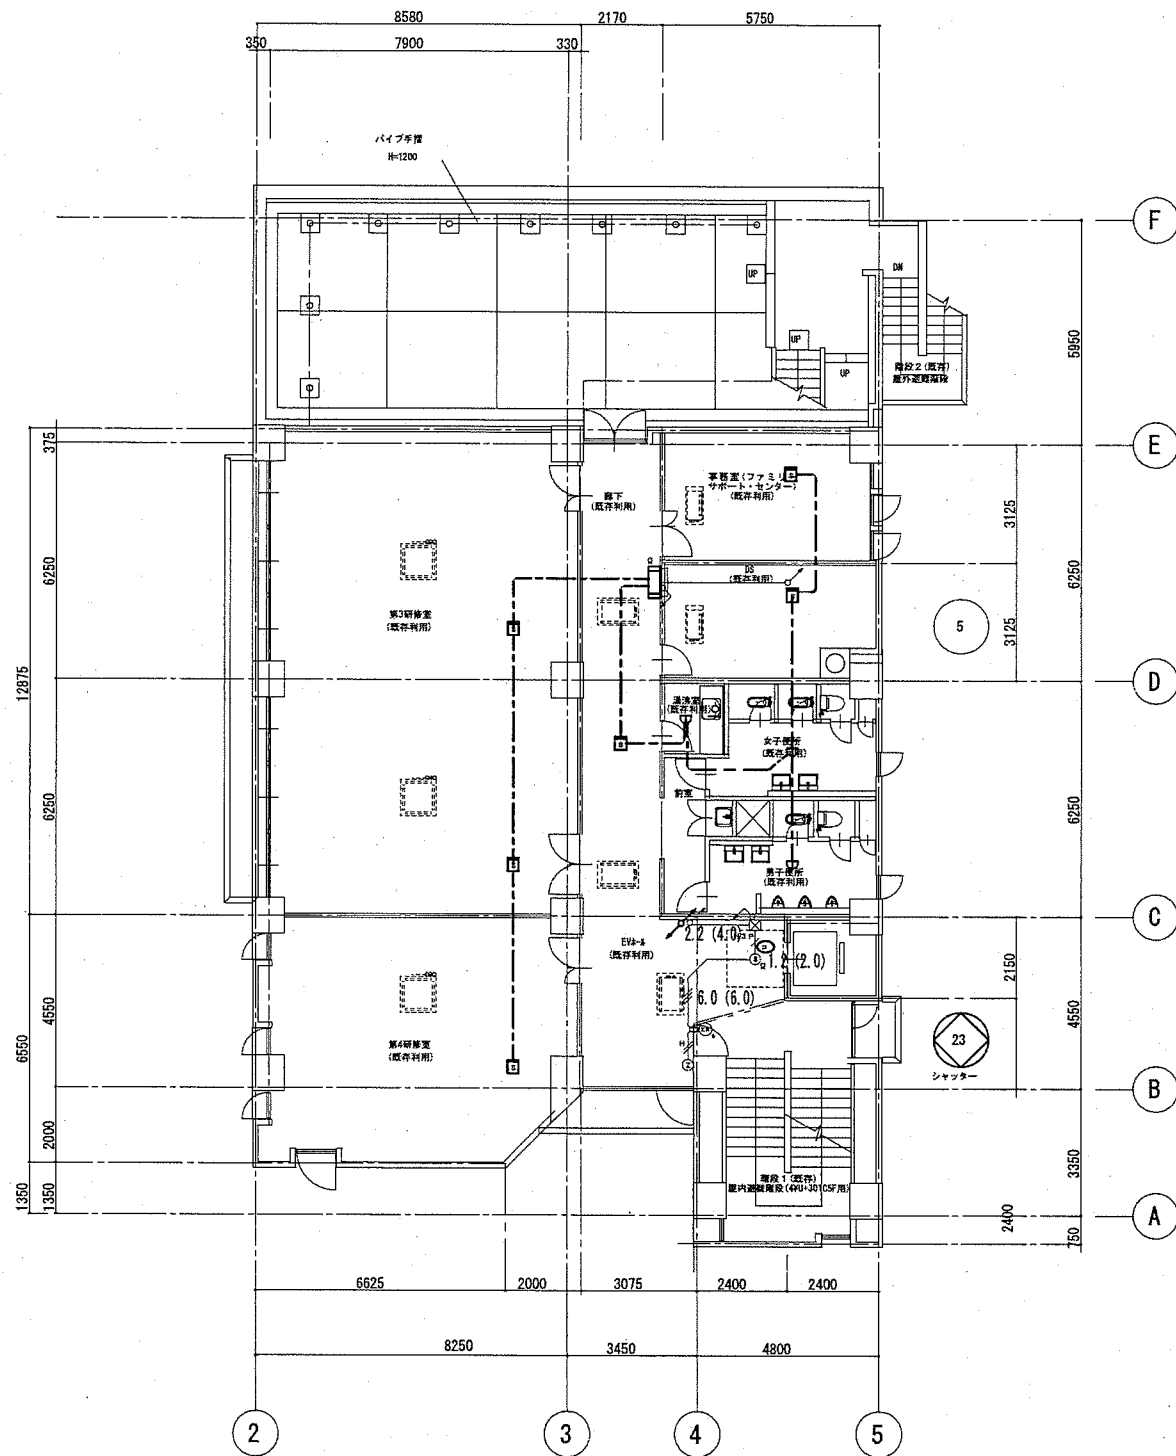 8580
2170
5750
350
7900
330
パイプ手摺
H=1200
F
UP
DN
UP
UP
階段2(既存)
屋外避難階段
5950
375
E
廊下
(既存利用)
事務室(ファミリー
サポート・センター)
(既存利用)
3125
6250
6250
DS
(既存利用)
第3研修室
(既存利用)
5
3125
12875
D
湯沸室
(既存利用)
女子便所
(既存利用)
前室
6250
6250
男子便所
(既存利用)
C
2.2 (4.0)
EVホール
(既存利用)
1.2 (2.0)
6.0 (6.0)
2150
4550
4550
6550
第4研修室
(既存利用)
23
シャッター
H
B
2000
3350
階段1(既存)
1350
1350
2400
A
750
6625
2000
3075
2400
2400
8250
3450
4800
2
3
4
5